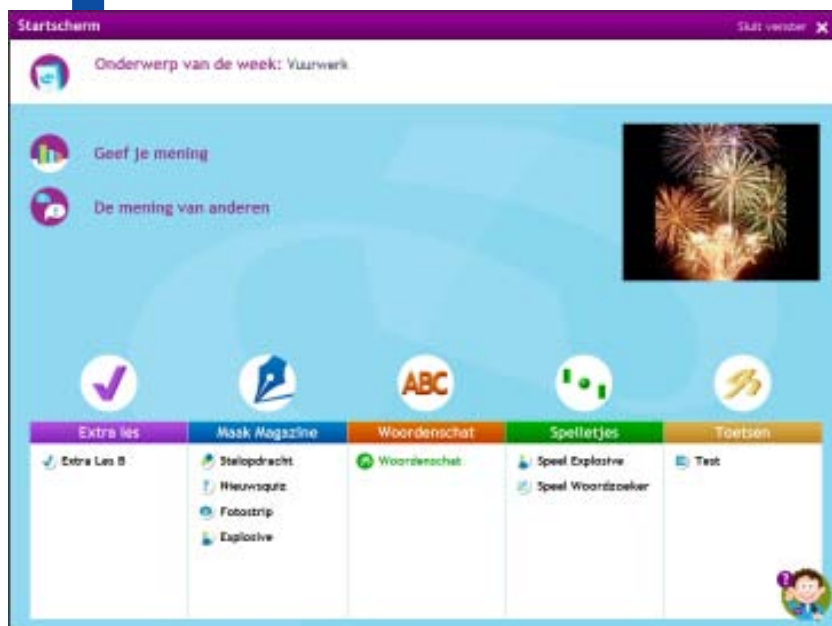 Startscherm
Sluit venster
Onderwerp van de week: Vuurwerk
Geef je mening
De mening van anderen
ABC
Extra les
Maak Magazine
Woordenschat
Spelletjes
Toetsen
Extra Les B
Stelopdracht
Nieuwsquiz
Fotostrip
Explosive
Woordenschat
Speel Explosive
Speel Woordzoeker
Test
?